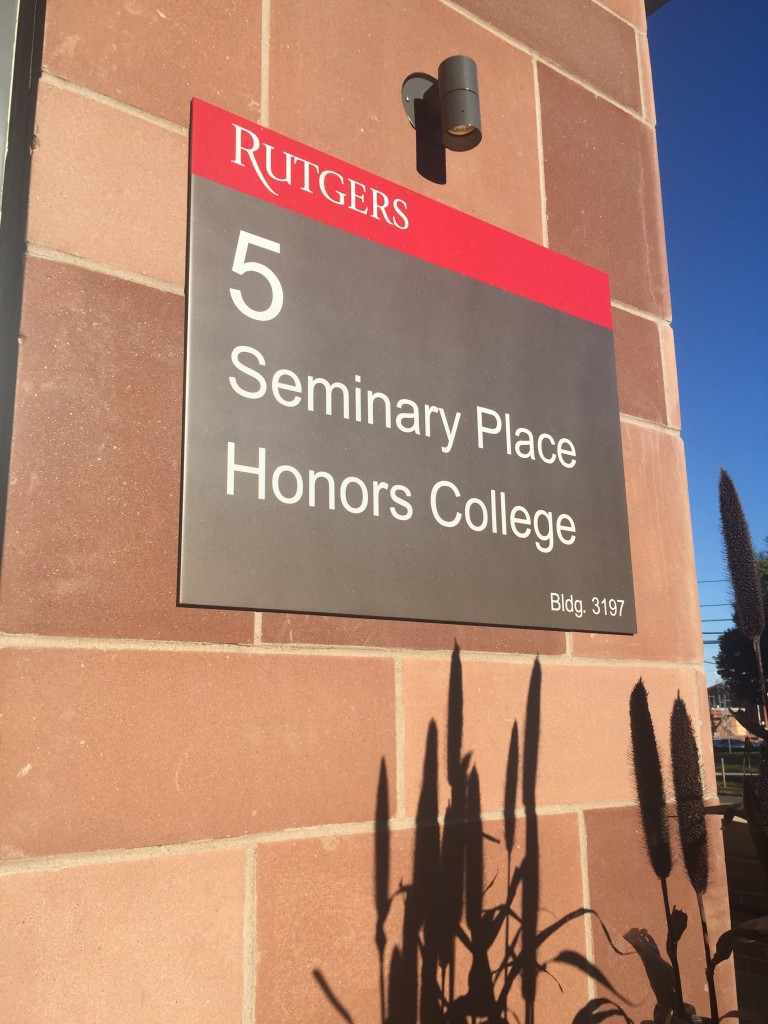 RUTGERS
5
Seminary Place
Honors College
Bldg. 3197